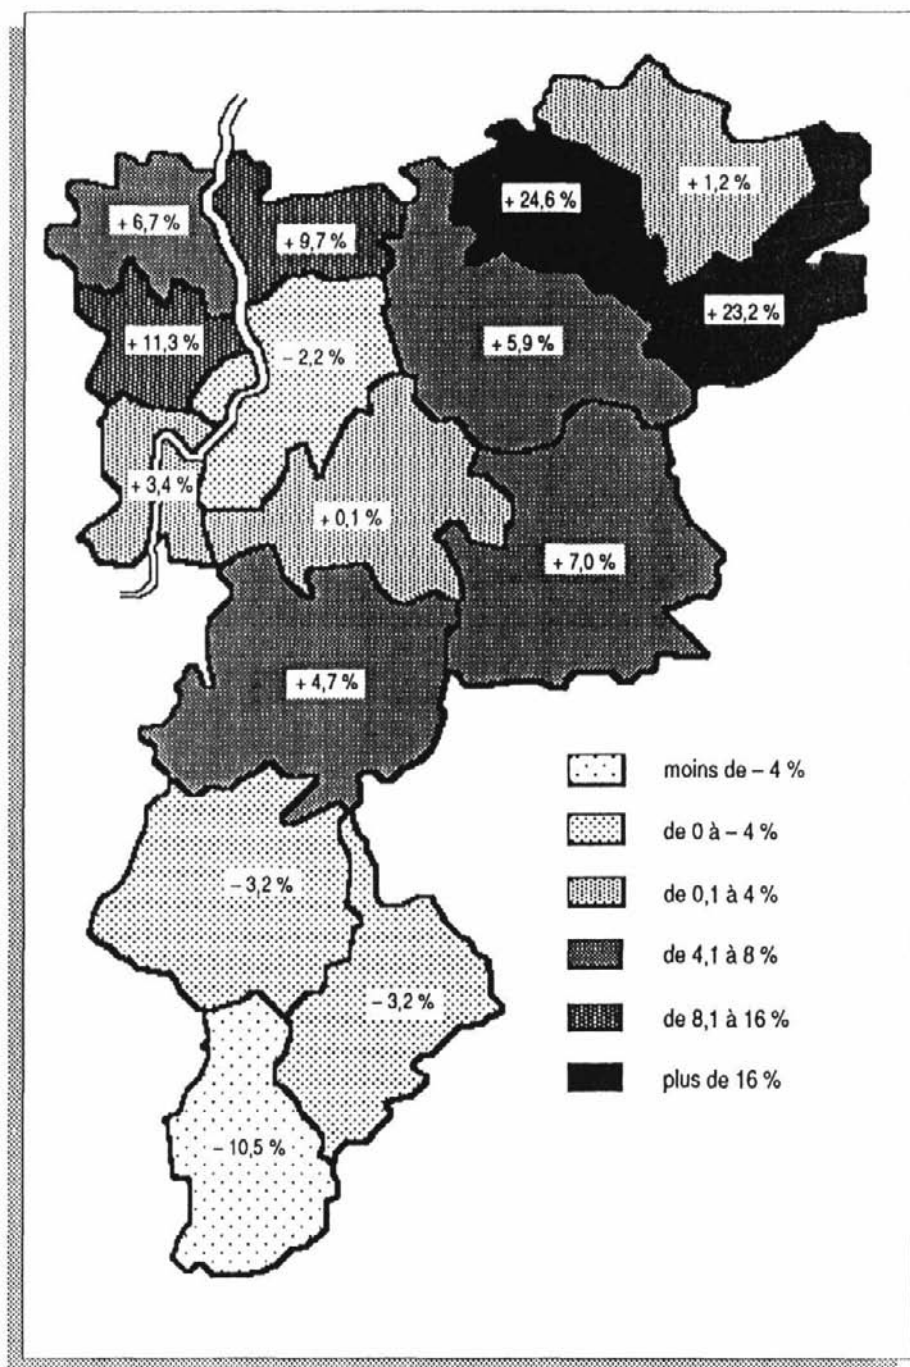 + 1,2 %
+ 24,6 %
+ 6,7 %
+ 9,7 %
+ 23,2 %
+ 11,3 %
– 2,2 %
+ 5,9 %
+ 3,4 %
+ 0,1 %
+ 7,0 %
+ 4,7 %
moins de – 4 %
de 0 à – 4 %
– 3,2 %
de 0,1 à 4 %
de 4,1 à 8 %
– 3,2 %
de 8,1 à 16 %
plus de 16 %
– 10,5 %